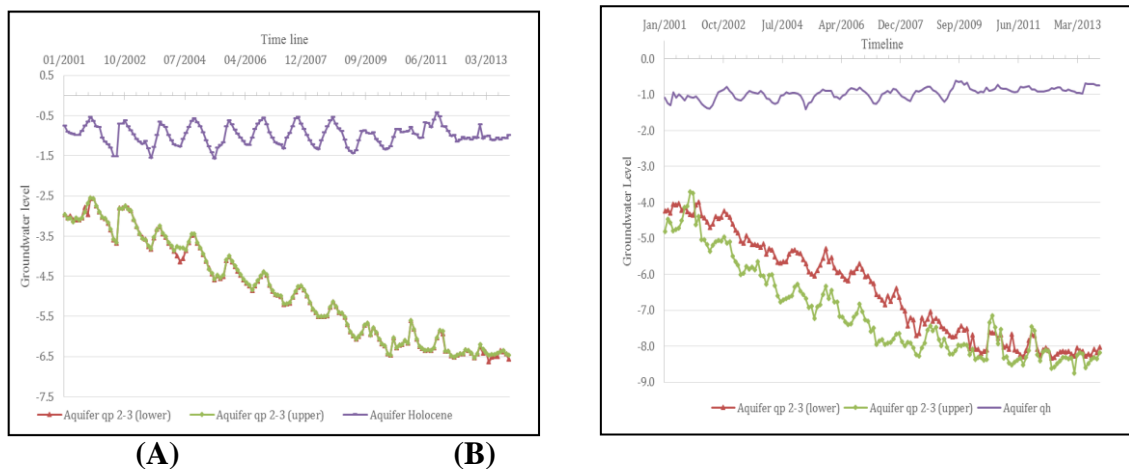 Time line
01/2001 10/2002 07/2004 04/2006 12/2007 09/2009 06/2011 03/2013
0.5
-0.5
-1.5
-2.5
-3.5
-4.5
-5.5
-6.5
-7.5
Groundwater level
Aquifer qp 2-3 (lower) Aquifer qp 2-3 (upper) Aquifer Holocene
Jan/2001 Oct/2002 Jul/2004 Apr/2006 Dec/2007 Sep/2009 Jun/2011 Mar/2013
Timeline
0.0
-1.0
-2.0
-3.0
-4.0
-5.0
-6.0
-7.0
-8.0
-9.0
Groundwater Level
Aquifer qp 2-3 (lower) Aquifer qp 2-3 (upper) Aquifer qh
(A) (B)